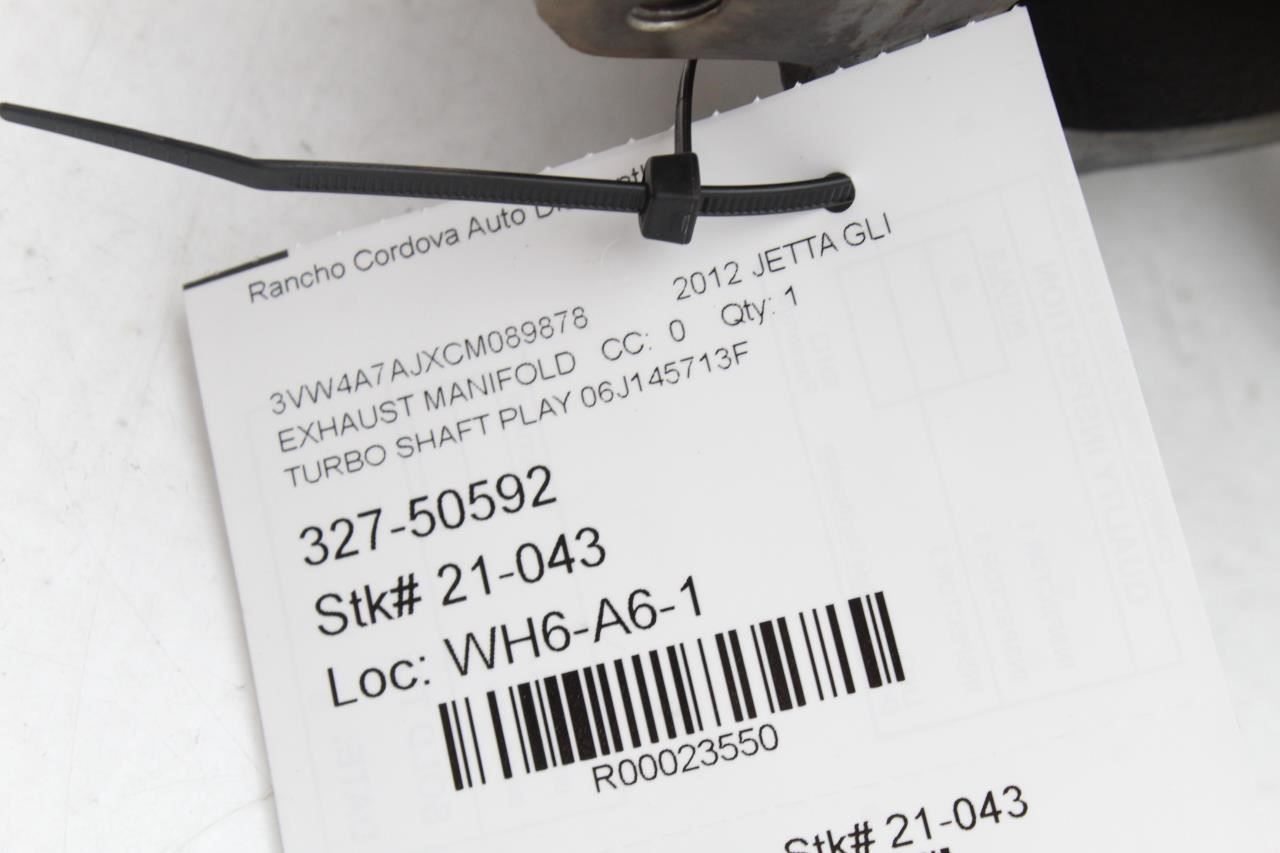 Rancho Cordova Auto
3VW4A7AJXCM089878 2012 JETTA GLI
EXHAUST MANIFOLD CC: 0 Qty: 1
TURBO SHAFT PLAY 06J145713F
327-50592
Stk# 21-043
Loc: WH6-A6-1
R00023550
Stk# 21-043